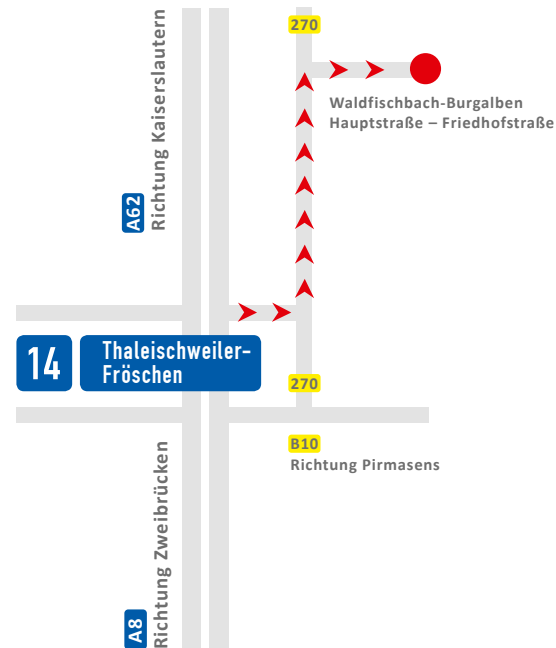 270
Waldfischbach-Burgalben
Hauptstraße – Friedhofstraße
A62
Richtung Kaiserslautern
14
Thaleischweiler-
Fröschen
270
B10
Richtung Pirmasens
A8
Richtung Zweibrücken